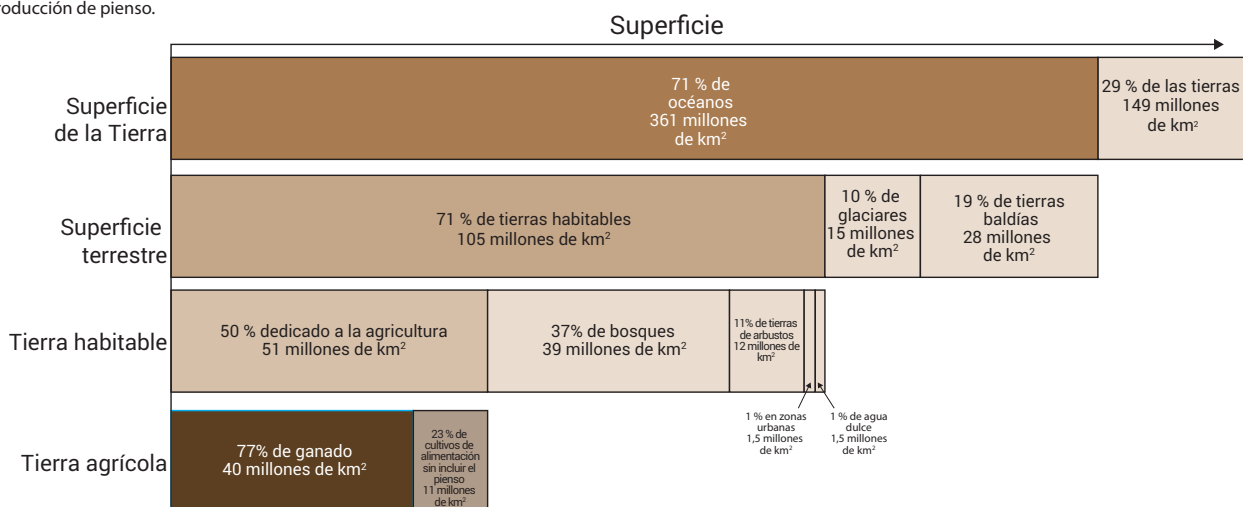 roducción de pienso.
Superficie
Superficie
de la Tierra
71 % de
océanos
361 millones
de km²
29 % de las tierras
149 millones
de km²
Superficie
terrestre
71 % de tierras habitables
105 millones de km²
10 % de
glaciares
15 millones
de km²
19 % de tierras
baldías
28 millones
de km²
Tierra habitable
50 % dedicado a la agricultura
51 millones de km²
37% de bosques
39 millones de km²
11% de tierras
de arbustos
12 millones de
km²
1 % en zonas
urbanas
1,5 millones
de km²
1 % de agua
dulce
1,5 millones
de km²
Tierra agrícola
77% de ganado
40 millones de km²
23 % de
cultivos de
alimentación
sin incluir el
pienso
11 millones
de km²